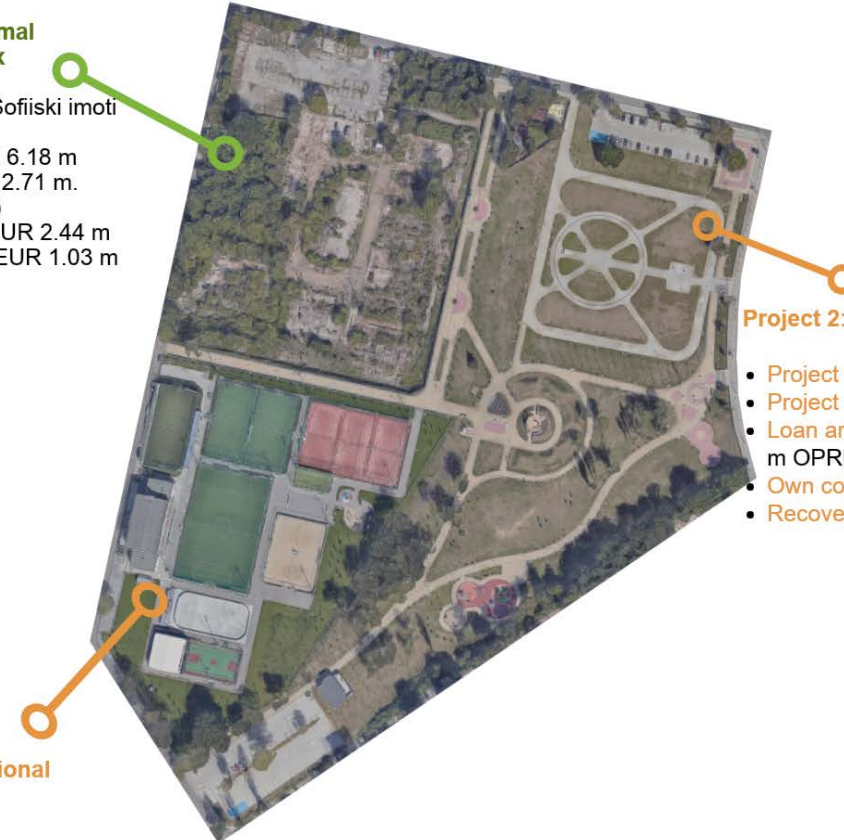 mal
x
Sofiiski imoti
6.18 m
2.71 m.
)
UR 2.44 m
EUR 1.03 m
Project 2:
Project
Project
Loan ar
m OPRI
Own co
Recove
ional